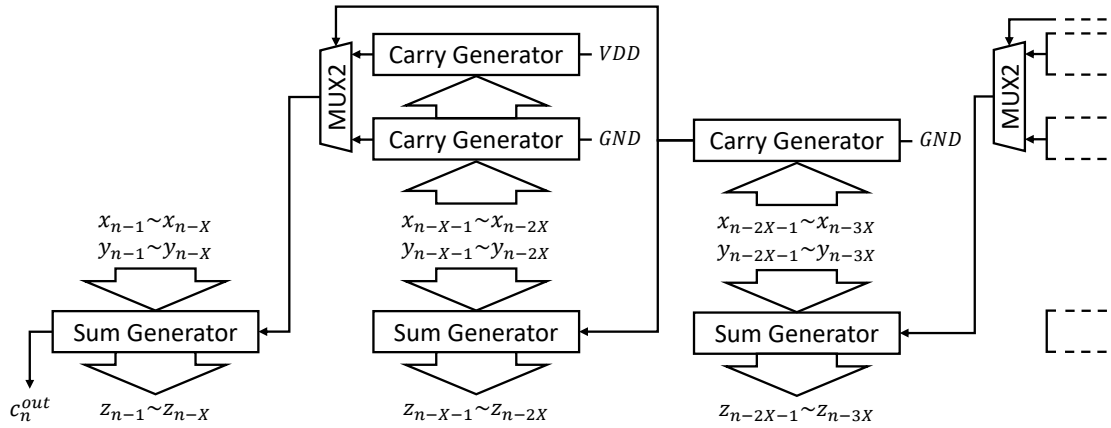 Carry Generator
VDD
MUX2
Carry Generator
GND
Carry Generator
GND
MUX2
x_{n-1}~x_{n-X}
y_{n-1}~y_{n-X}
x_{n-X-1}~x_{n-2X}
y_{n-X-1}~y_{n-2X}
x_{n-2X-1}~x_{n-3X}
y_{n-2X-1}~y_{n-3X}
Sum Generator
Sum Generator
Sum Generator
c_n^{out}
z_{n-1}~z_{n-X}
z_{n-X-1}~z_{n-2X}
z_{n-2X-1}~z_{n-3X}